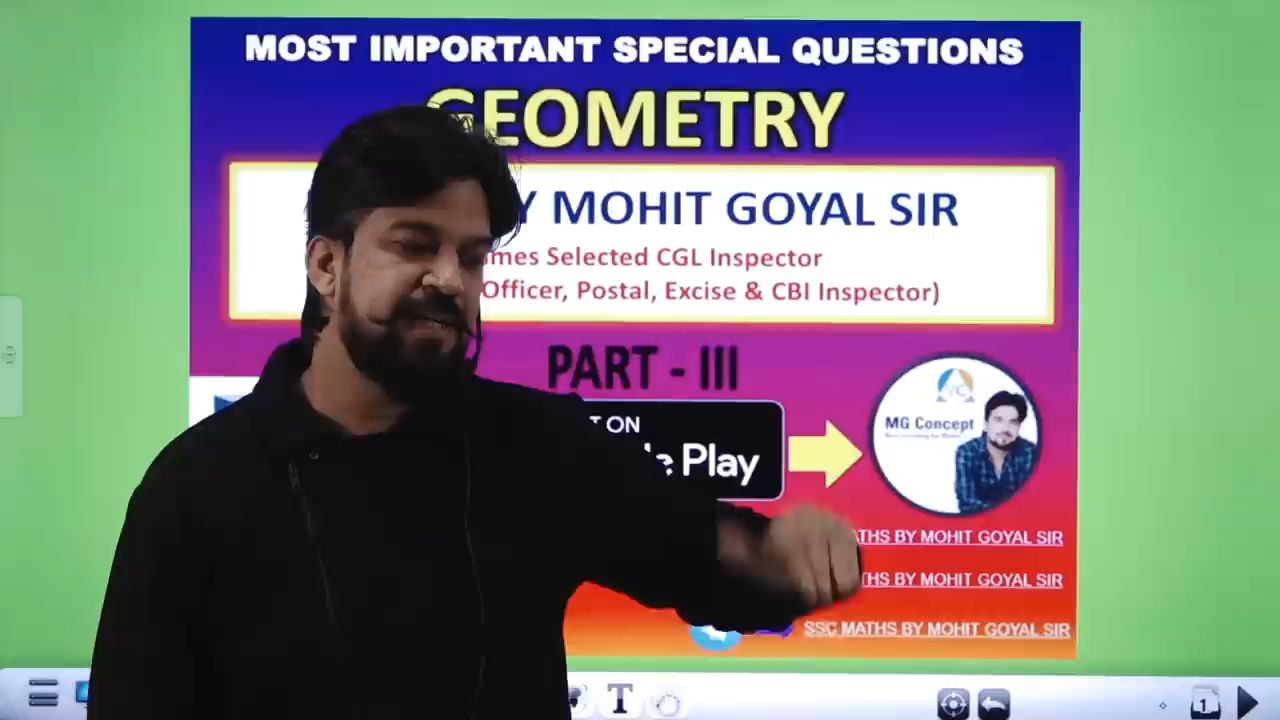 MOST IMPORTANT SPECIAL QUESTIONS
GEOMETRY
Y MOHIT GOYAL SIR
mes Selected CGL Inspector
Officer, Postal, Excise & CBI Inspector)
PART - III
T ON
Play
MG Concept
THS BY MOHIT GOYAL SIR
THS BY MOHIT GOYAL SIR
SSC MATHS BY MOHIT GOYAL SIR
T
1